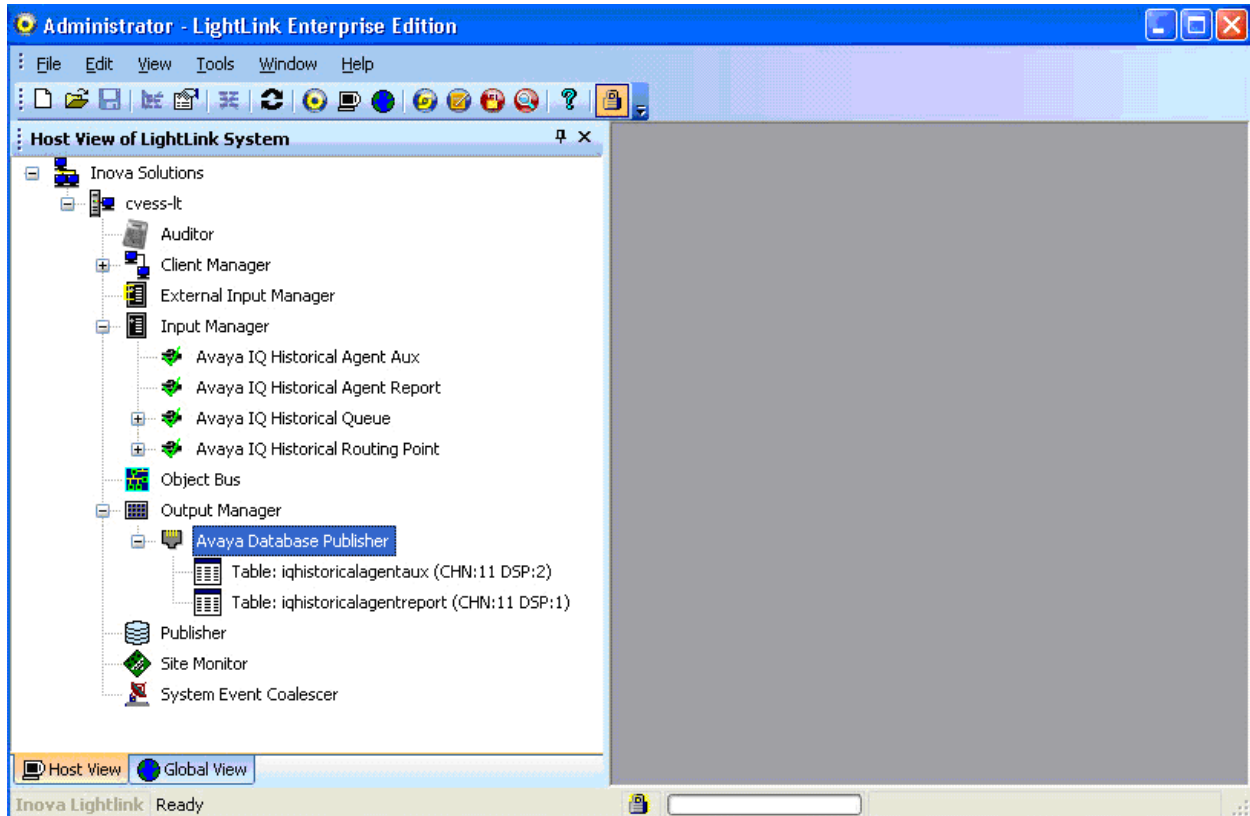 Administrator - LightLink Enterprise Edition
File Edit View Tools Window Help
Host View of LightLink System
Inova Solutions
cvess-lt
Auditor
Client Manager
External Input Manager
Input Manager
Avaya IQ Historical Agent Aux
Avaya IQ Historical Agent Report
Avaya IQ Historical Queue
Avaya IQ Historical Routing Point
Object Bus
Output Manager
Avaya Database Publisher
Table: iqhistoricalagentaux (CHN:11 DSP:2)
Table: iqhistoricalagentreport (CHN:11 DSP:1)
Publisher
Site Monitor
System Event Coalescer
Host View Global View
Inova Lightlink Ready